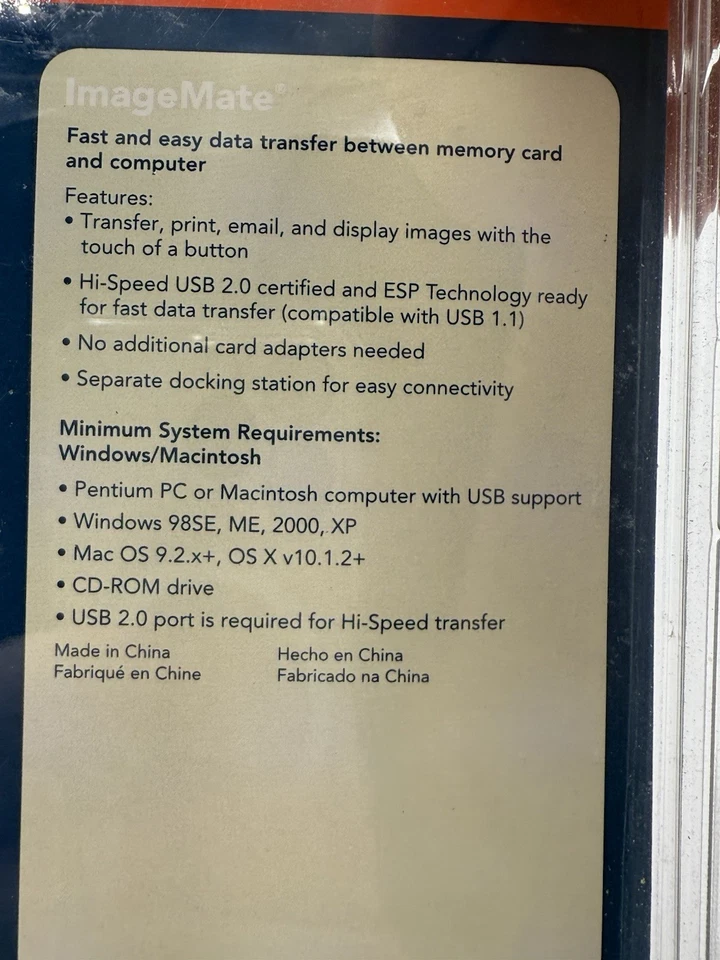 ImageMate®
Fast and easy data transfer between memory card
and computer
Features:
• Transfer, print, email, and display images with the
touch of a button
• Hi-Speed USB 2.0 certified and ESP Technology ready
for fast data transfer (compatible with USB 1.1)
• No additional card adapters needed
• Separate docking station for easy connectivity
Minimum System Requirements:
Windows/Macintosh
• Pentium PC or Macintosh computer with USB support
• Windows 98SE, ME, 2000, XP
• Mac OS 9.2.x+, OS X v10.1.2+
• CD-ROM drive
• USB 2.0 port is required for Hi-Speed transfer
Made in China
Fabriqué en Chine
Hecho en China
Fabricado na China